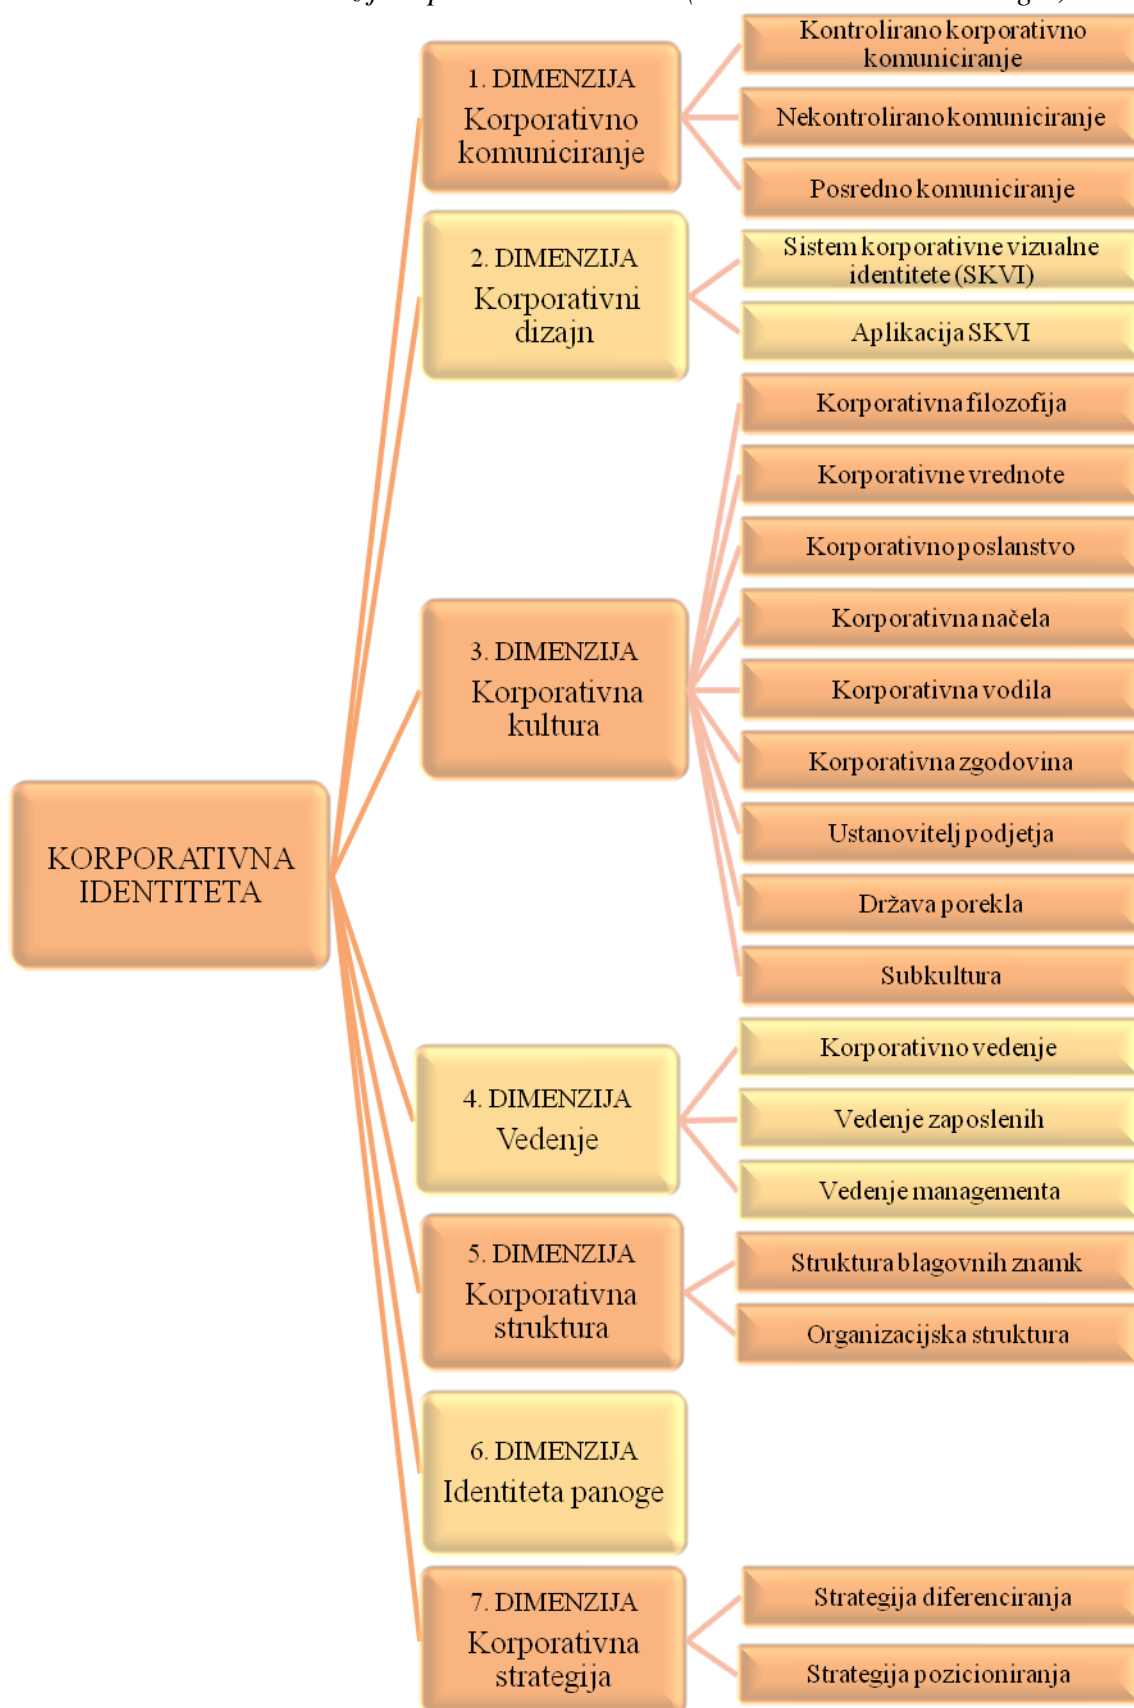 KORPORATIVNA
IDENTITETA
1. DIMENZIJA
Korporativno
komuniciranje
Kontrolirano korporativno
komuniciranje
Nekontrolirano komuniciranje
Posredno komuniciranje
2. DIMENZIJA
Korporativni
dizajn
Sistem korporativne vizualne
identitete (SKVI)
Aplikacija SKVI
3. DIMENZIJA
Korporativna
kultura
Korporativna filozofija
Korporativne vrednote
Korporativno poslanstvo
Korporativna načela
Korporativna vodila
Korporativna zgodovina
Ustanovitelj podjetja
Država porekla
Subkultura
4. DIMENZIJA
Vedenje
Korporativno vedenje
Vedenje zaposlenih
Vedenje managementa
5. DIMENZIJA
Korporativna
struktura
Struktura blagovnih znamk
Organizacijska struktura
6. DIMENZIJA
Identiteta panoge
7. DIMENZIJA
Korporativna
strategija
Strategija diferenciranja
Strategija pozicioniranja